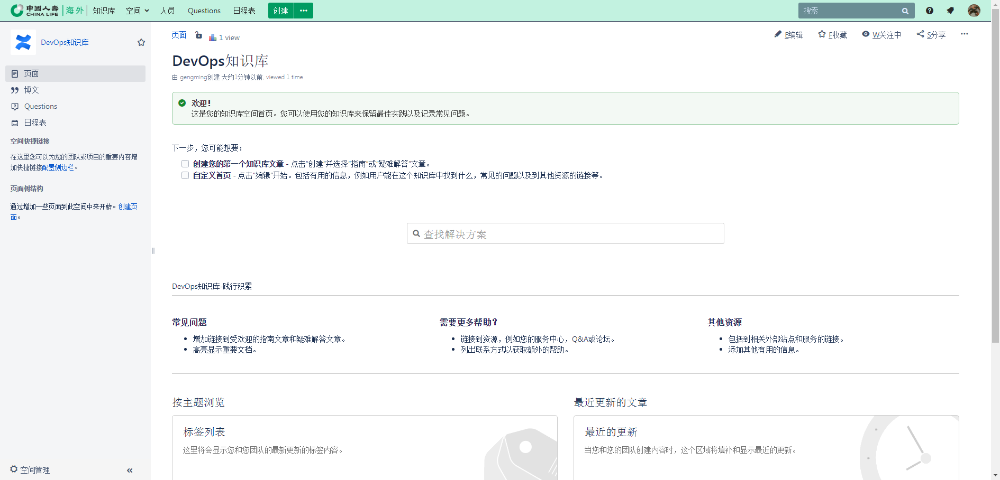 中國人壽 CHINA LIFE 海外 知识库 空间 人员 Questions 日程表 创建 ••• 搜索
DevOps知识库
页面
博文
Questions
日程表
空间快捷链接
在这里您可以为您的团队或项目的重要内容增
加快捷链接配置侧边栏。
页面树结构
通过增加一些页面到此空间中来开始。创建页
面。
空间管理
页面 1 view E编辑 F收藏 W关注中 S分享 •••
DevOps知识库
由 gengming创建 大约1分钟以前, viewed 1 time
欢迎！
这是您的知识库空间首页。您可以使用您的知识库来保留最佳实践以及记录常见问题。
下一步，您可能想要：
创建您的第一个知识库文章 - 点击“创建”并选择“指南”或“疑难解答”文章。
自定义首页 - 点击“编辑”开始。包括有用的信息，例如用户能在这个知识库中找到什么，常见的问题以及到其他资源的链接等。
查找解决方案
DevOps知识库-践行积累
常见问题
增加链接到受欢迎的指南文章和疑难解答文章。
高亮显示重要文档。
需要更多帮助？
链接到资源，例如您的服务中心，Q&A或论坛。
列出联系方式以获取额外的帮助。
其他资源
包括到相关外部站点和服务的链接。
添加其他有用的信息。
按主题浏览
标签列表
这里将会显示您和您团队的最新更新的标签内容。
最近更新的文章
最近的更新
当您和您的团队创建内容时，这个区域将填补和显示最近的更新。